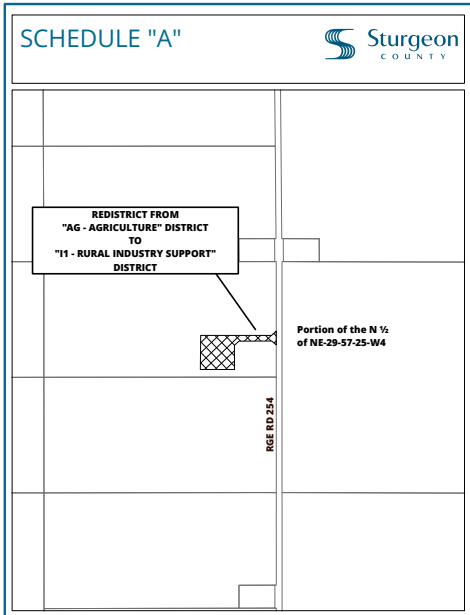 SCHEDULE "A"
Sturgeon
COUNTY
REDISTRICT FROM
"AG - AGRICULTURE" DISTRICT
TO
"I1 - RURAL INDUSTRY SUPPORT"
DISTRICT
Portion of the N ½
of NE-29-57-25-W4
RGE RD 254